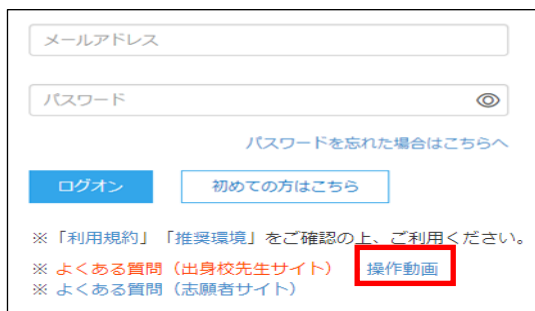 メールアドレス
パスワード
パスワードを忘れた場合はこちらへ
ログオン 初めての方はこちら
※「利用規約」「推奨環境」をご確認の上、ご利用ください。
※ よくある質問（出身校先生サイト） 操作動画
※ よくある質問（志願者サイト）